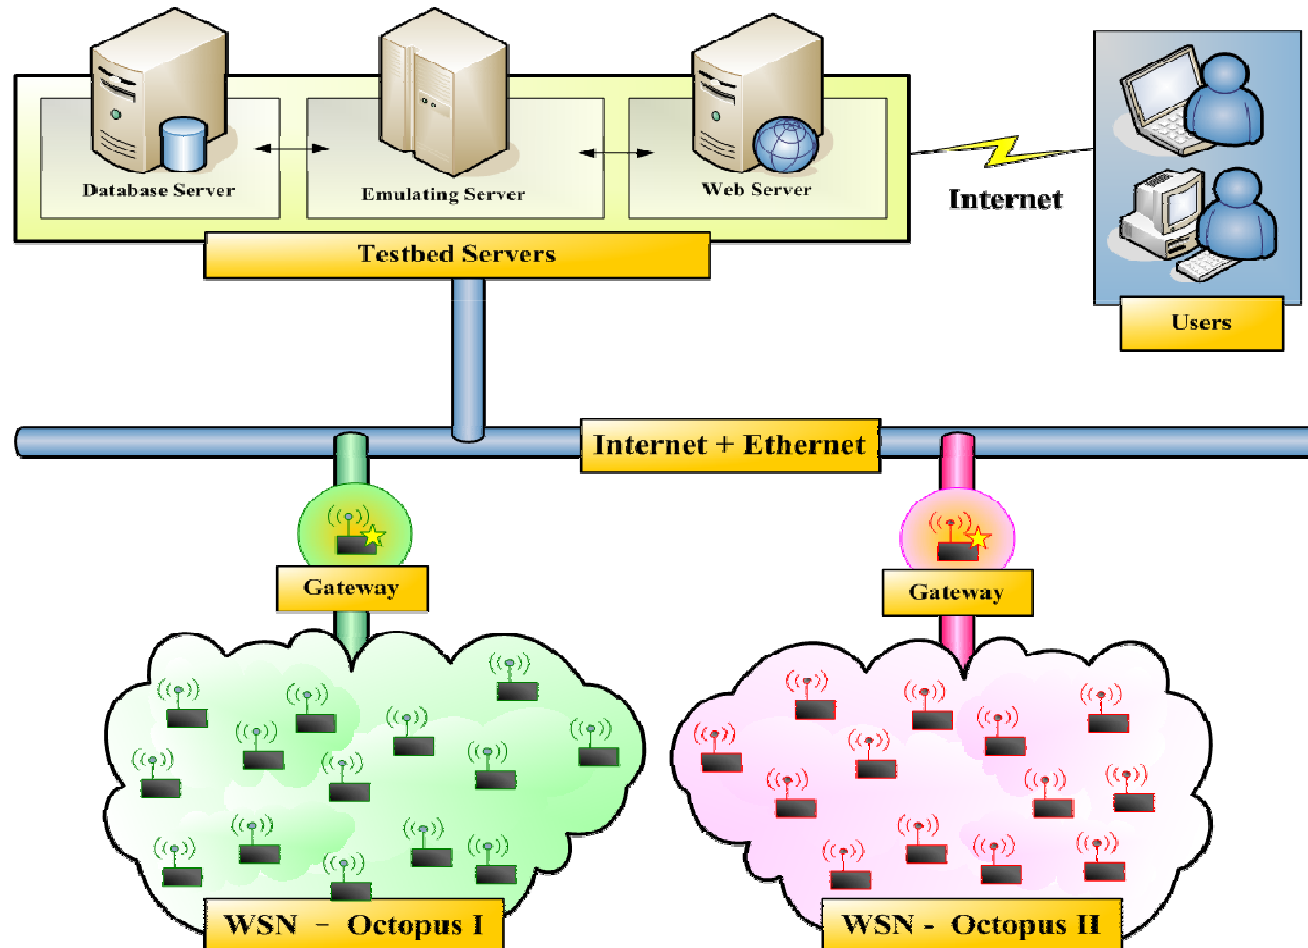 Database Server
Emulating Server
Web Server
Internet
Testbed Servers
Users
Internet + Ethernet
Gateway
Gateway
WSN - Octopus I
WSN - Octopus II